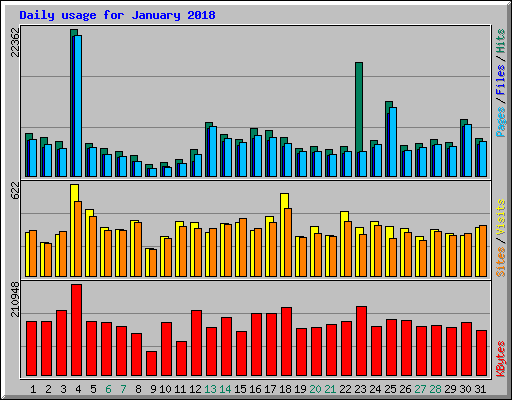 Daily usage for January 2018
22362
Pages / Files / Hits
622
Sites / Visits
210948
KBytes
1 2 3 4 5 6 7 8 9 10 11 12 13 14 15 16 17 18 19 20 21 22 23 24 25 26 27 28 29 30 31